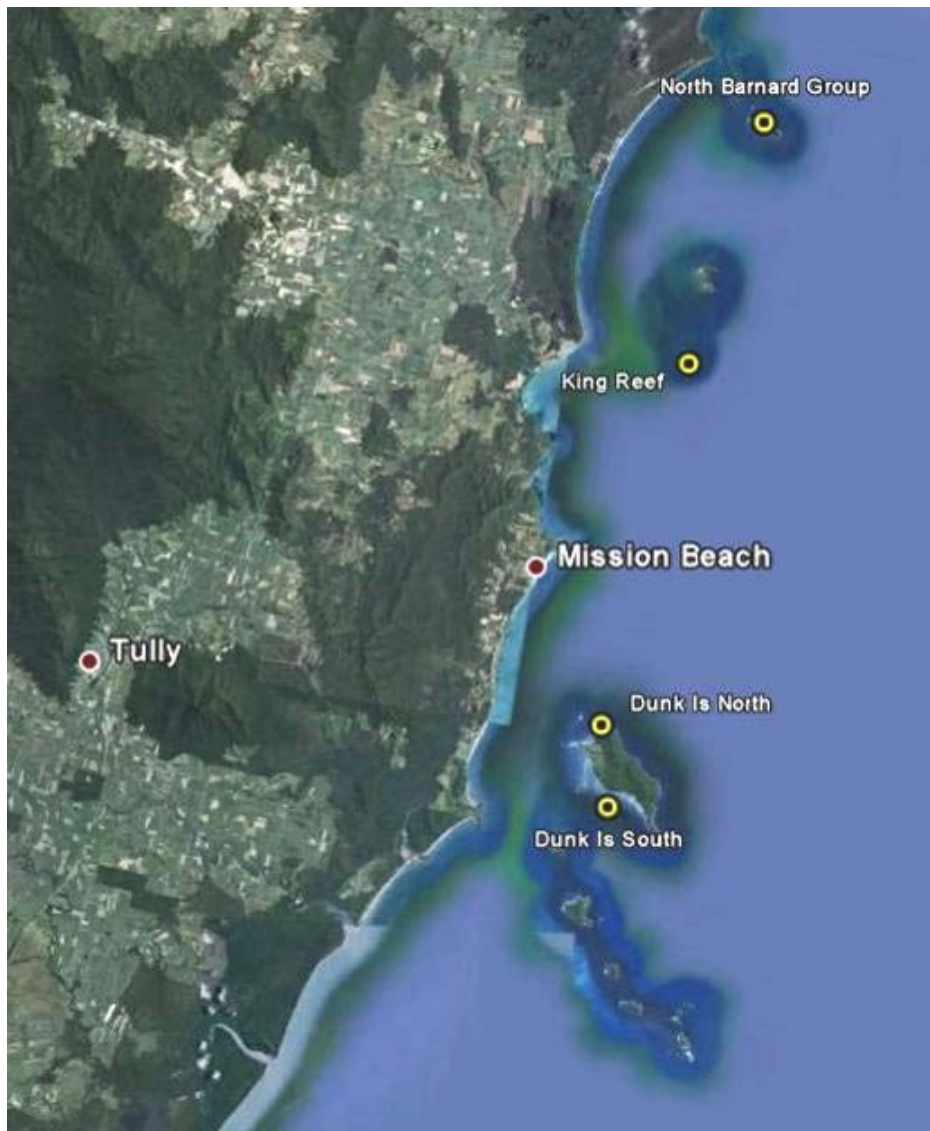 North Barnard Group
King Reef
Mission Beach
Tully
Dunk Is North
Dunk Is South